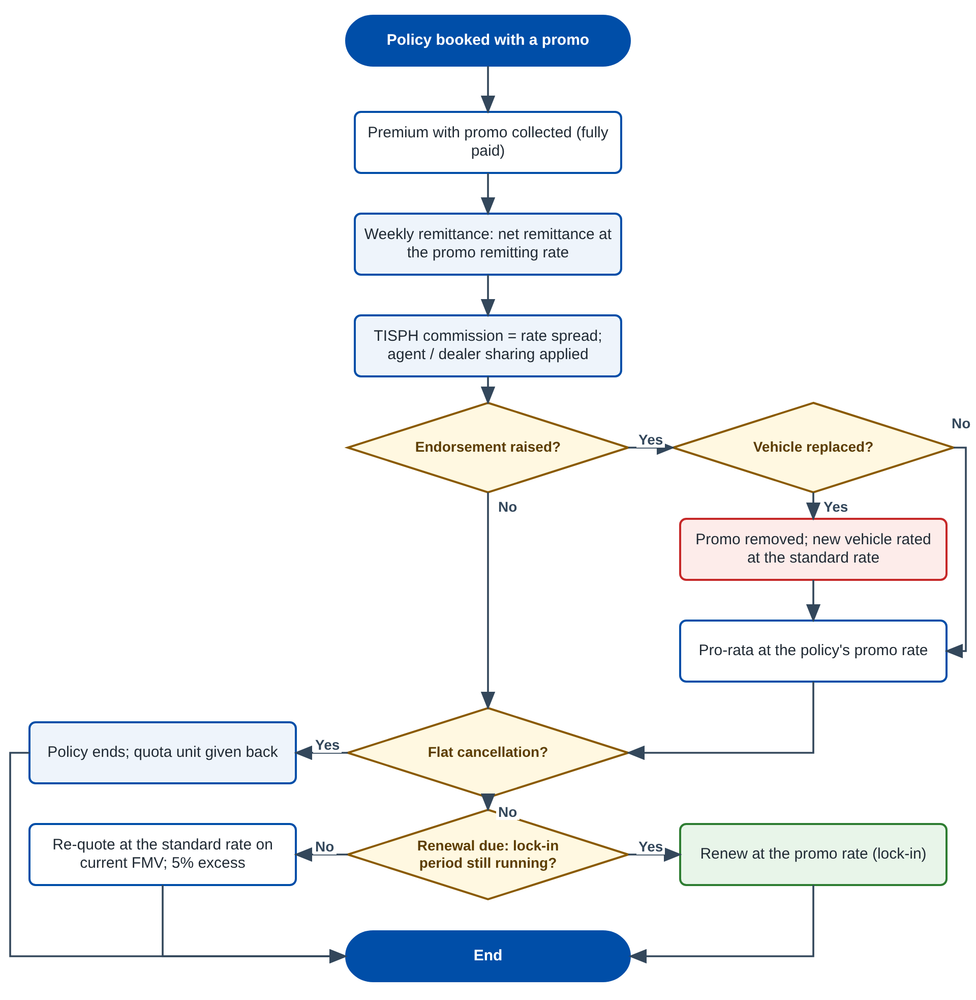 Policy booked with a promo
Premium with promo collected (fully
paid)
Weekly remittance: net remittance at
the promo remitting rate
TISPH commission = rate spread;
agent / dealer sharing applied
Endorsement raised?
Yes
Vehicle replaced?
No
No
Yes
Promo removed; new vehicle rated
at the standard rate
Pro-rata at the policy's promo rate
Policy ends; quota unit given back
Yes
Flat cancellation?
No
Re-quote at the standard rate on
current FMV; 5% excess
No
Renewal due: lock-in
period still running?
Yes
Renew at the promo rate (lock-in)
End